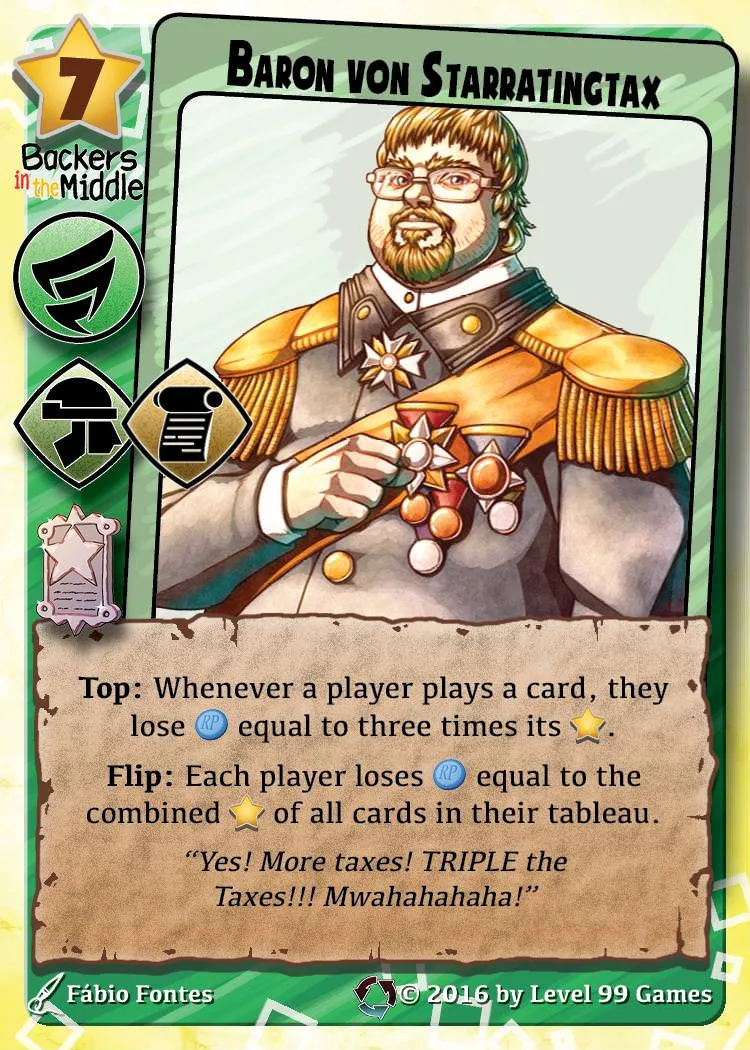 7
BARON VON STARRATINGTAX
Backers
in the Middle
Top: Whenever a player plays a card, they
lose RP equal to three times its .
Flip: Each player loses RP equal to the
combined of all cards in their tableau.
“Yes! More taxes! TRIPLE the
Taxes!!! Mwahahahaha!”
Fábio Fontes
© 2016 by Level 99 Games